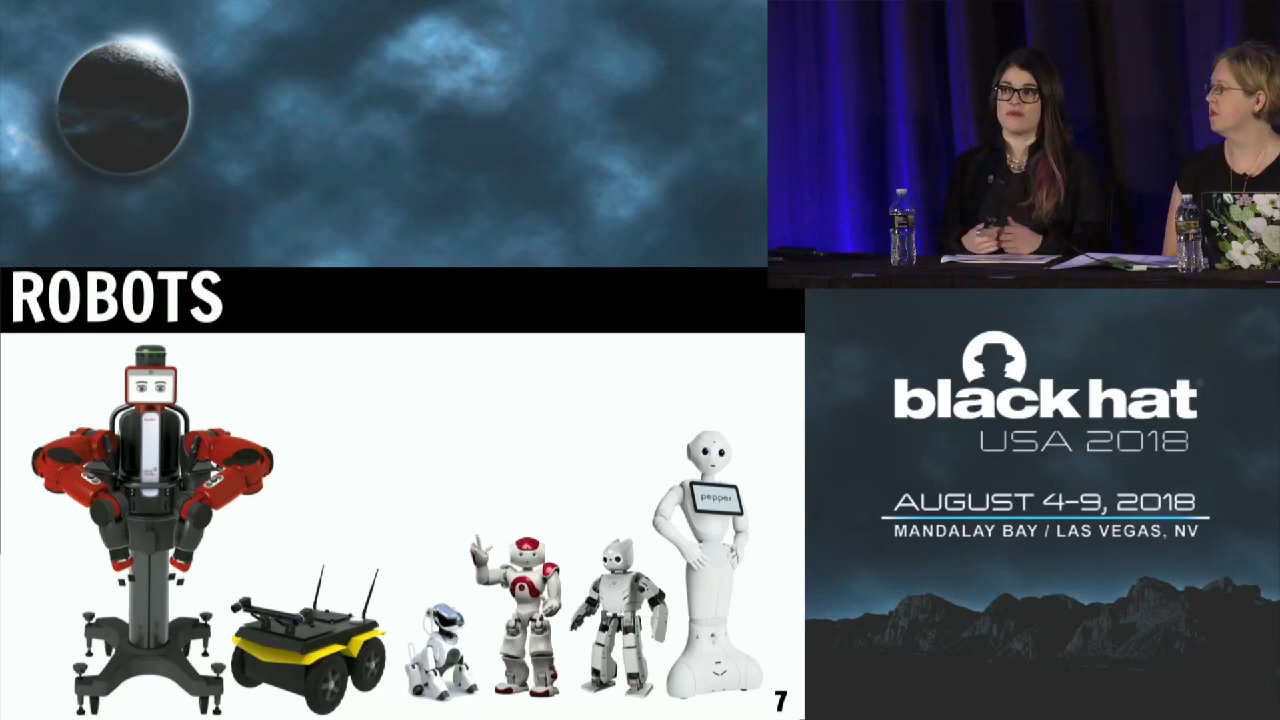 ROBOTS
pepper
7
black hat
USA 2018
AUGUST 4-9, 2018
MANDALAY BAY / LAS VEGAS, NV